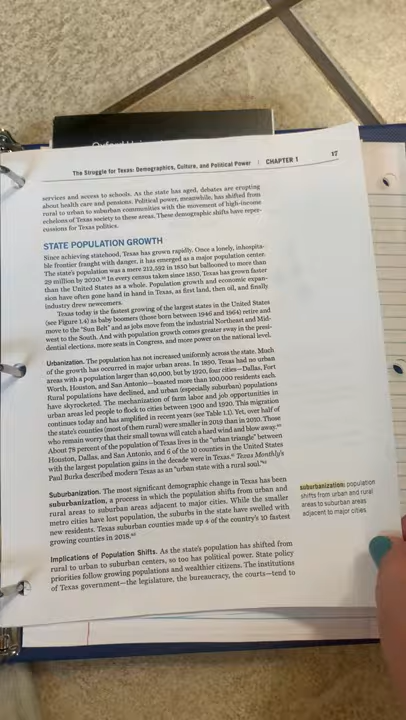 The Struggle for Texas: Demographics, Culture, and Political Power | CHAPTER 1 17
services and access to schools. As the state has aged, debates are erupting
about health care and pensions. Political power, meanwhile, has shifted from
rural to urban to suburban communities with the movement of high-income
echelons of Texas society to these areas. These demographic shifts have reper-
cussions for Texas politics.
STATE POPULATION GROWTH
Since achieving statehood, Texas has grown rapidly. Once a lonely, inhospita-
ble frontier fraught with danger, it has emerged as a major population center.
The state's population was a mere 212,592 in 1850 but ballooned to more than
29 million by 2020. In every census taken since 1850, Texas has grown faster
than the United States as a whole. Population growth and economic expan-
sion have often gone hand in hand in Texas, as first land, then oil, and finally
industry drew newcomers.
Texas today is the fastest growing of the largest states in the United States
(see Figure 1.4) as baby boomers (those born between 1946 and 1964) retire and
move to the "Sun Belt" and as jobs move from the industrial Northeast and Mid-
west to the South. And with population growth comes greater sway in the presi-
dential elections, more seats in Congress, and more power on the national level.
Urbanization. The population has not increased uniformly across the state. Much
of the growth has occurred in major urban areas. In 1890, Texas had no urban
areas with a population larger than 40,000, but by 1920, four cities—Dallas, Fort
Worth, Houston, and San Antonio—boasted more than 100,000 residents each.
Rural populations have declined, and urban (especially suburban) populations
have skyrocketed. The mechanization of farm labor and job opportunities in
urban areas led people to flock to cities between 1900 and 1920. This migration
continues today and has amplified in recent years (see Table 1.1). Yet, over half of
the state's counties (most of them rural) were smaller in 2019 than in 2010. Those
who remain worry that their small towns will catch a hard wind and blow away.
About 75 percent of the population of Texas lives in the "urban triangle" between
Houston, Dallas, and San Antonio, and 6 of the 10 counties in the United States
with the largest population gains in the decade were in Texas. Texas Monthly's
Paul Burka described modern Texas as an "urban state with a rural soul."
Suburbanization. The most significant demographic change in Texas has been
suburbanization, a process in which the population shifts from urban and
rural areas to suburban areas adjacent to major cities. While the smaller
metro cities have lost population, the suburbs in the state have swelled with
new residents. Texas suburban counties made up 4 of the country's 10 fastest
growing counties in 2018.
suburbanization: population
shifts from urban and rural
areas to suburban areas
adjacent to major cities
Implications of Population Shifts. As the state's population has shifted from
rural to urban to suburban centers, so too has political power. State policy
priorities follow growing populations and wealthier citizens. The institutions
of Texas government—the legislature, the bureaucracy, the courts—tend to